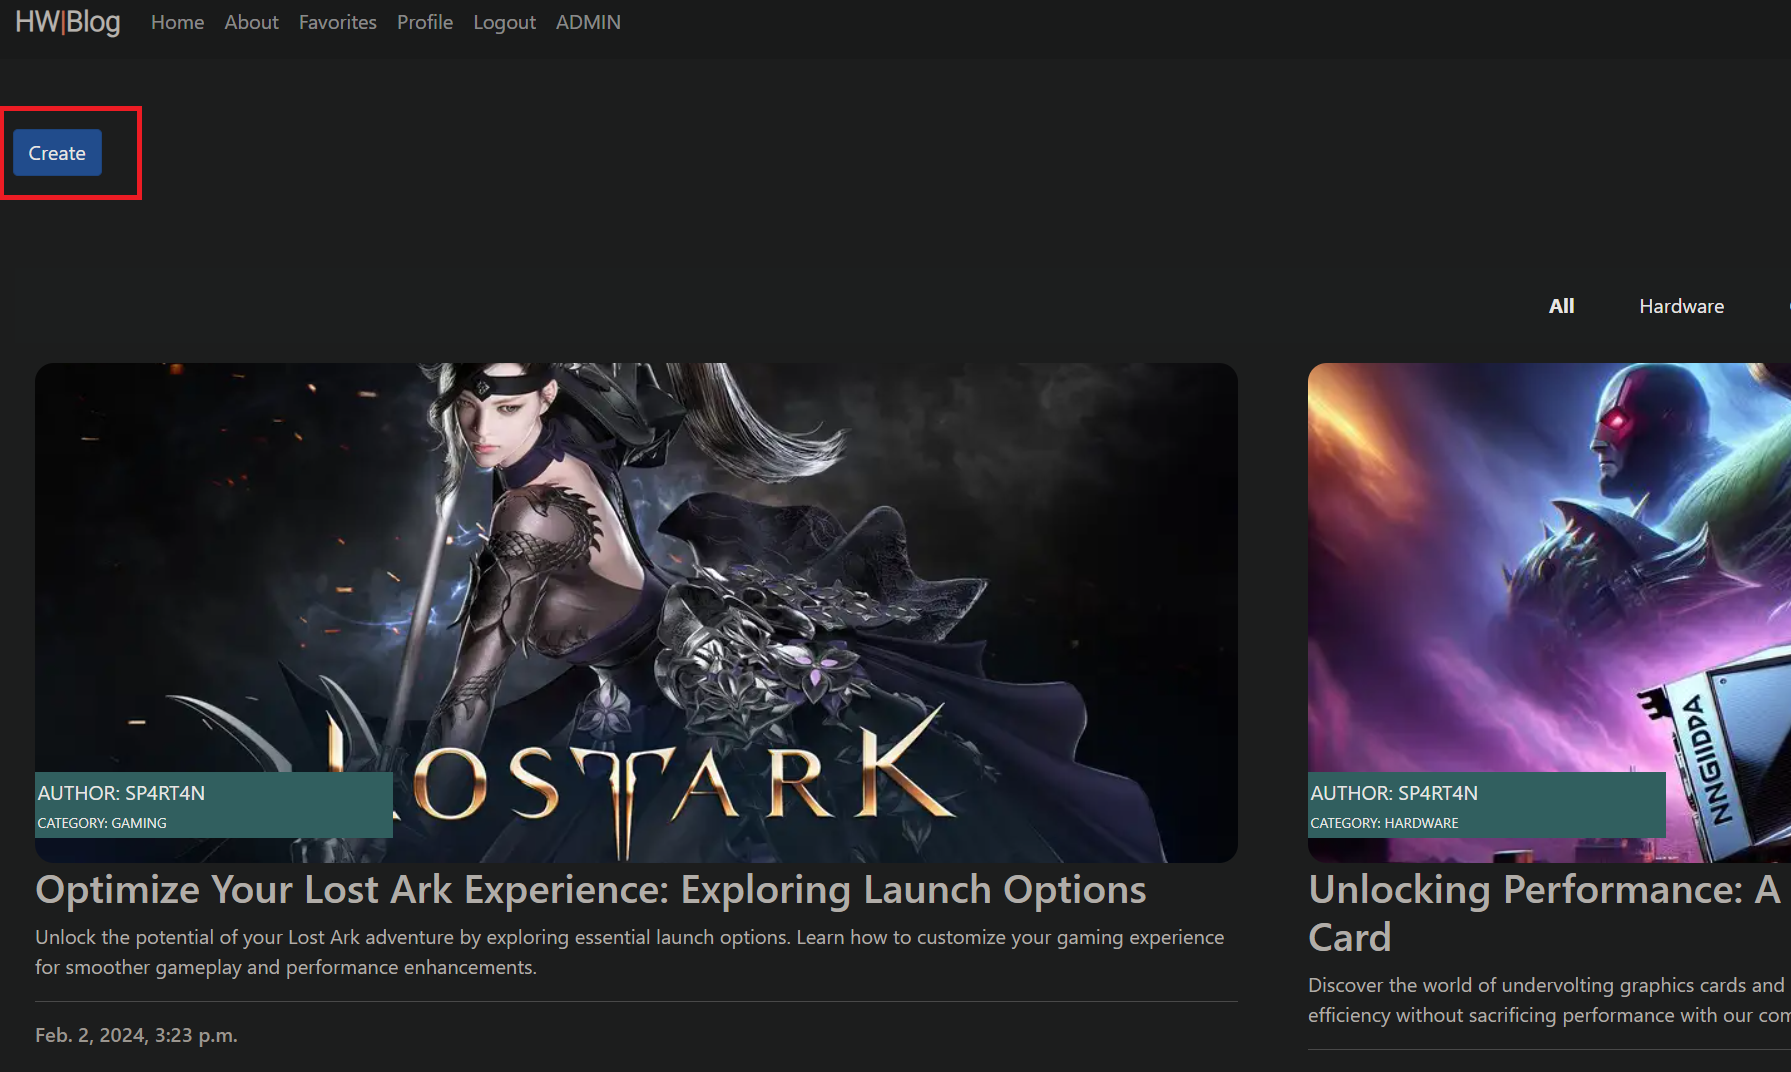 HW|Blog Home About Favorites Profile Logout ADMIN
Create
All Hardware
LOST ARK
AUTHOR: SP4RT4N
CATEGORY: GAMING
Optimize Your Lost Ark Experience: Exploring Launch Options
Unlock the potential of your Lost Ark adventure by exploring essential launch options. Learn how to customize your gaming experience
for smoother gameplay and performance enhancements.
Feb. 2, 2024, 3:23 p.m.
NNGIDIPA
AUTHOR: SP4RT4N
CATEGORY: HARDWARE
Unlocking Performance: A
Card
Discover the world of undervolting graphics cards and
efficiency without sacrificing performance with our com